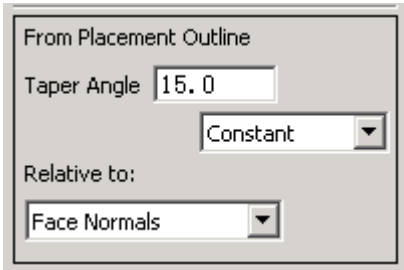 From Placement Outline
Taper Angle 15.0
Constant
Relative to:
Face Normals